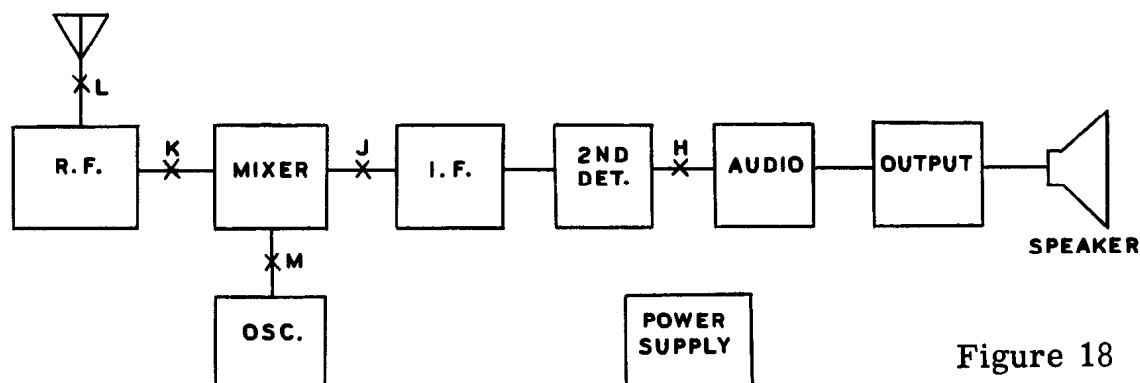 L
R.F.
K
MIXER
J
I.F.
2ND
DET.
H
AUDIO
OUTPUT
SPEAKER
M
OSC.
POWER
SUPPLY
Figure 18